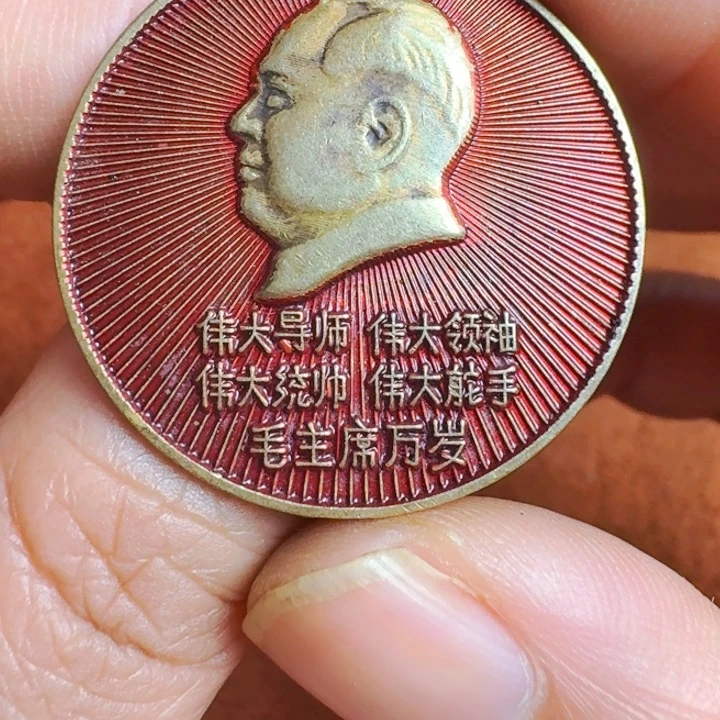 伟大导师 伟大领袖
伟大统帅 伟大舵手
毛主席万岁